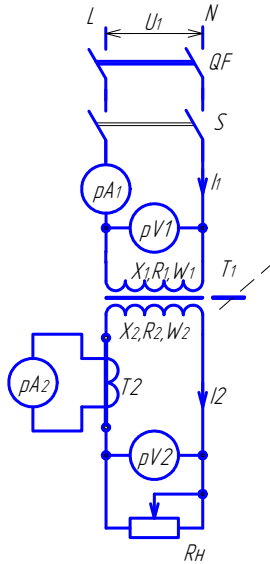 L U1 N
QF
S
I1
pA1
pV1
X1,R1,W1
T1
X2,R2,W2
pA2
T2
I2
pV2
Rн